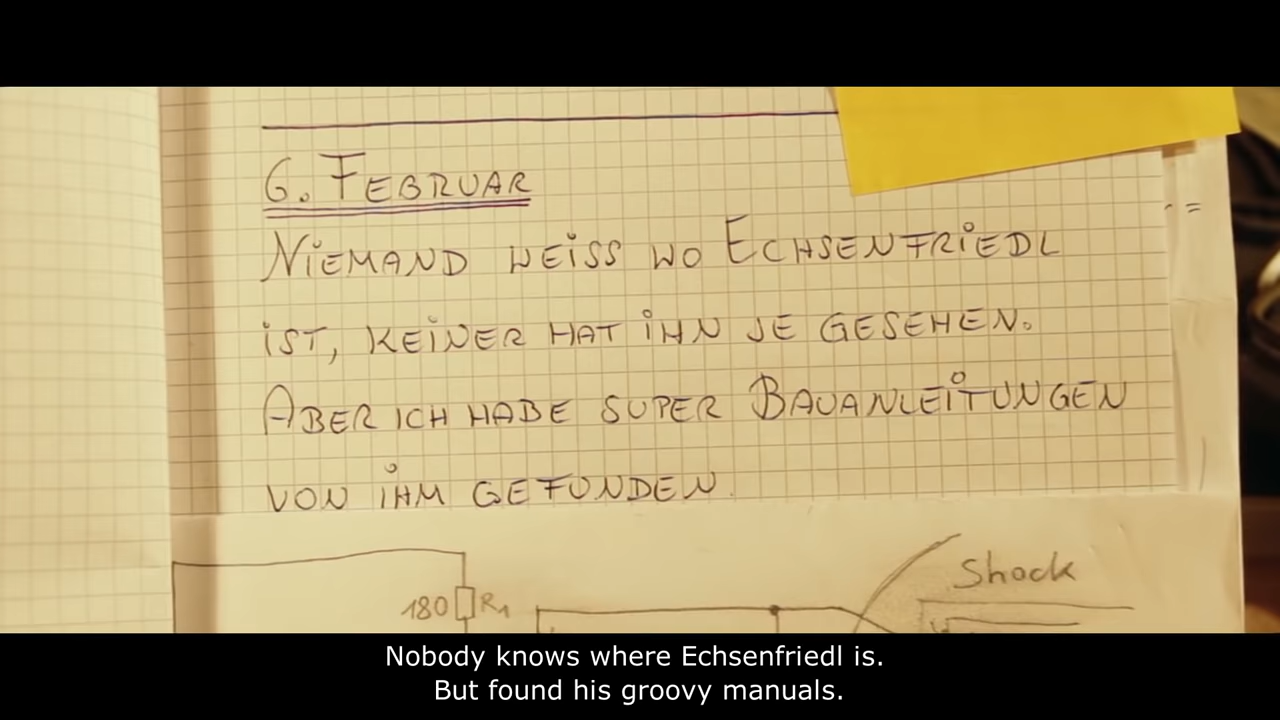 6. FEBRUAR
NIEMAND WEISS WO ECHSENFRIEDL
IST, KEINER HAT IHN JE GESEHEN.
ABER ICH HABE SUPER BAUANLEITUNGEN
VON IHM GEFUNDEN.
Shock
180 R1
Nobody knows where Echsenfriedl is.
But found his groovy manuals.